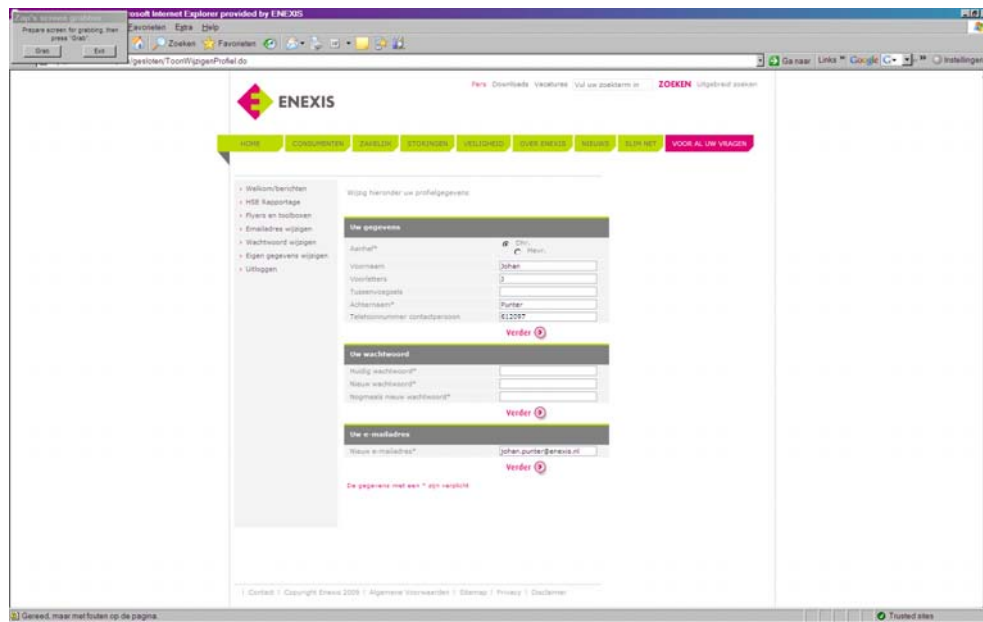 Zap's screen grabber
rosoft Internet Explorer provided by ENEXIS
Prepare screen for grabbing, then
press 'Grab'.
Grab Exit
Favorieten Extra Help
Zoeken Favorieten
/gesloten/ToonWijzigenProfiel.do
Ga naar Links Google G Instellingen
ENEXIS
Pers Downloads Vacatures Vul uw zoekterm in ZOEKEN Uitgebreid zoeken
HOME CONSUMENTEN ZAKELIJK STORINGEN VEILIGHEID OVER ENEXIS NIEUWS SLIM NET VOOR AL UW VRAGEN
Welkom/berichten
HSE Rapportage
Flyers en toolboxen
Emailadres wijzigen
Wachtwoord wijzigen
Eigen gegevens wijzigen
Uitloggen
Wijzig hieronder uw profielgegevens
Uw gegevens
Aanhef* Dhr.
Mevr.
Voornaam Johan
Voorletters J
Tussenvoegsels
Achternaam* Punter
Telefoonnummer contactpersoon 612097
Verder
Uw wachtwoord
Huidig wachtwoord*
Nieuw wachtwoord*
Nogmaals nieuw wachtwoord*
Verder
Uw e-mailadres
Nieuw e-mailadres* johan.punter@enexis.nl
Verder
De gegevens met een * zijn verplicht
| Contact | Copyright Enexis 2009 | Algemene Voorwaarden | Sitemap | Privacy | Disclaimer
Gereed, maar met fouten op de pagina. Trusted sites